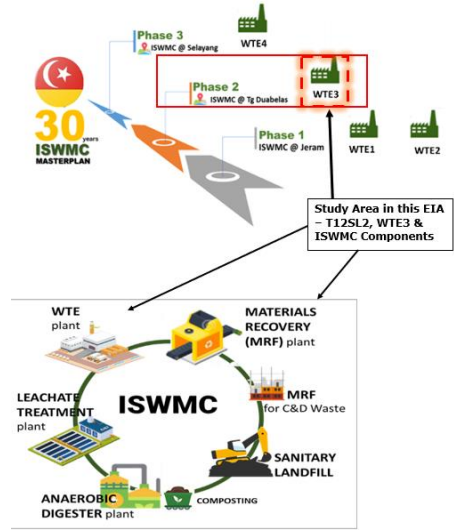 Phase 3
ISWMC @ Selayang
WTE4
Phase 2
ISWMC @ Tg Duabelas
WTE3
30 years
ISWMC
MASTERPLAN
Phase 1
ISWMC @ Jeram
WTE1
WTE2
Study Area in this EIA
– T12SL2, WTE3 &
ISWMC Components
WTE
plant
MATERIALS
RECOVERY
(MRF) plant
LEACHATE
TREATMENT
plant
ISWMC
MRF
for C&D Waste
SANITARY
LANDFILL
ANAEROBIC
DIGESTER plant
COMPOSTING